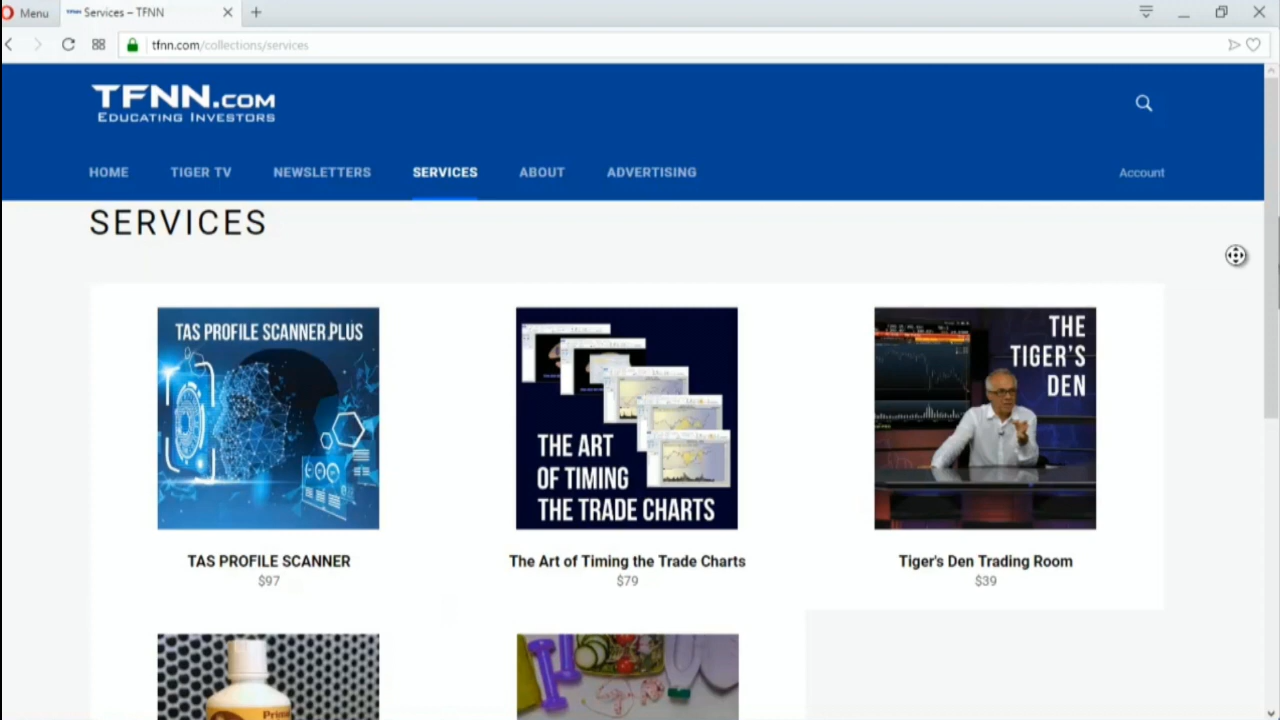 Menu
Services – TFNN
tfnn.com/collections/services
TFNN.COM
EDUCATING INVESTORS
HOME TIGER TV NEWSLETTERS SERVICES ABOUT ADVERTISING Account
SERVICES
TAS PROFILE SCANNER PLUS
THE ART
OF TIMING
THE TRADE CHARTS
THE
TIGER'S
DEN
TAS PROFILE SCANNER
$97
The Art of Timing the Trade Charts
$79
Tiger's Den Trading Room
$39